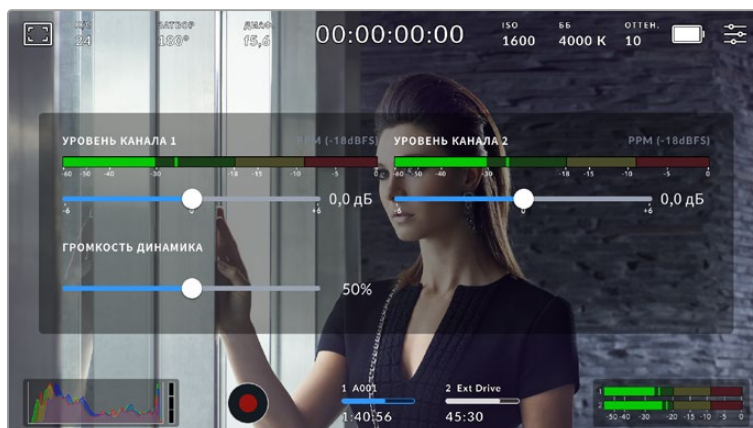 К/С ЗАТВОР ДИАФ. 00:00:00:00 ISO ББ ОТТЕН.
24 180° f5,6 1600 4000 K 10
УРОВЕНЬ КАНАЛА 1 PPM (-18dBFS) УРОВЕНЬ КАНАЛА 2 PPM (-18dBFS)
-60 -50 -40 -30 -18 -15 -10 -5 0 -60 -50 -40 -30 -18 -15 -10 -5 0
0,0 дБ 0,0 дБ
-6 0 +6 -6 0 +6
ГРОМКОСТЬ ДИНАМИКА
50%
1 A001 2 Ext Drive
1:40:56 45:30
1
2
-50 -40 -30 -20 -15 -10 -5 0